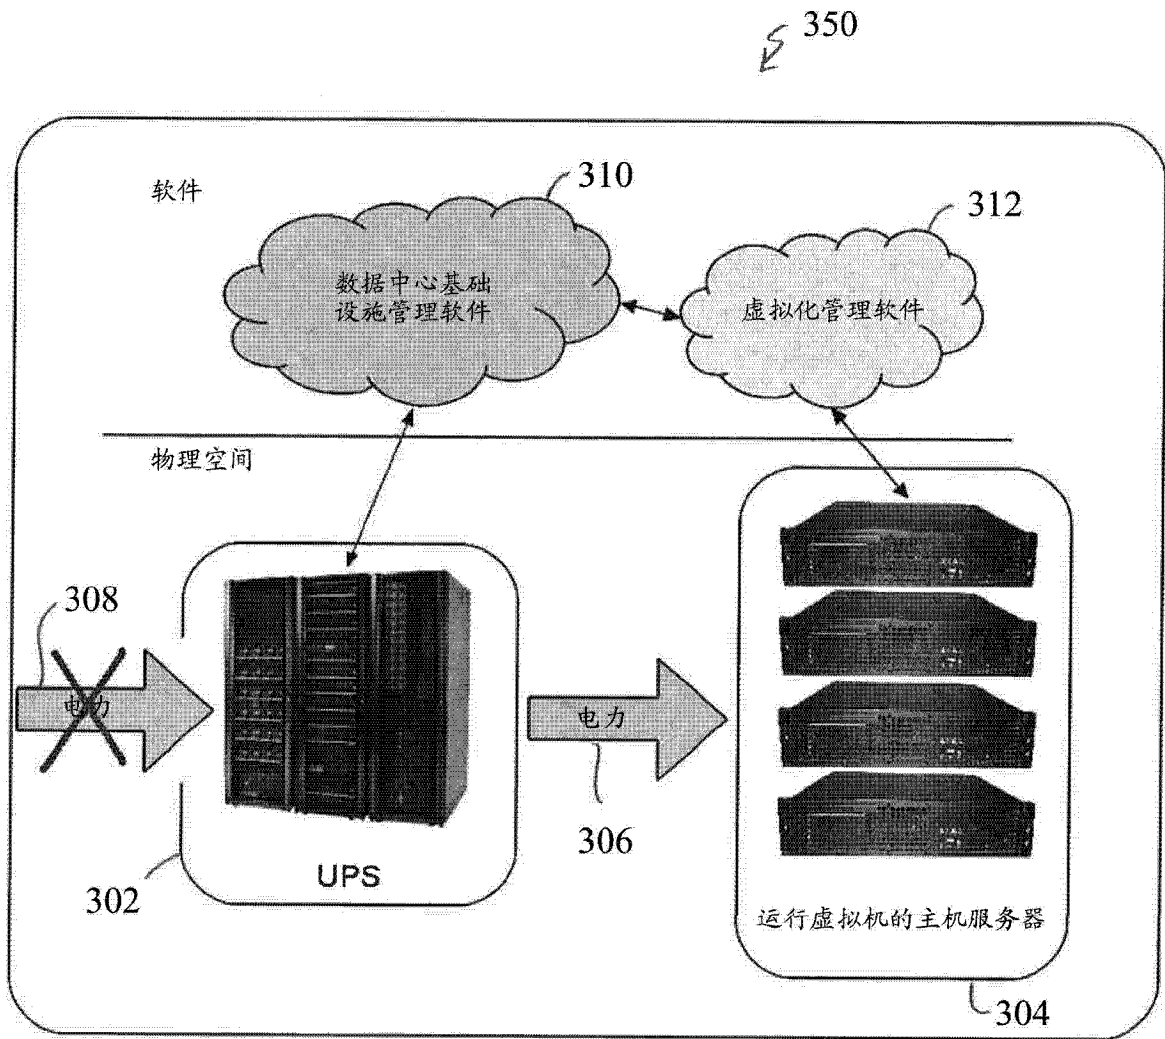 350
软件
310
312
数据中心基础
设施管理软件
虚拟化管理软件
物理空间
308
电力
电力
306
302
UPS
运行虚拟机的主机服务器
304